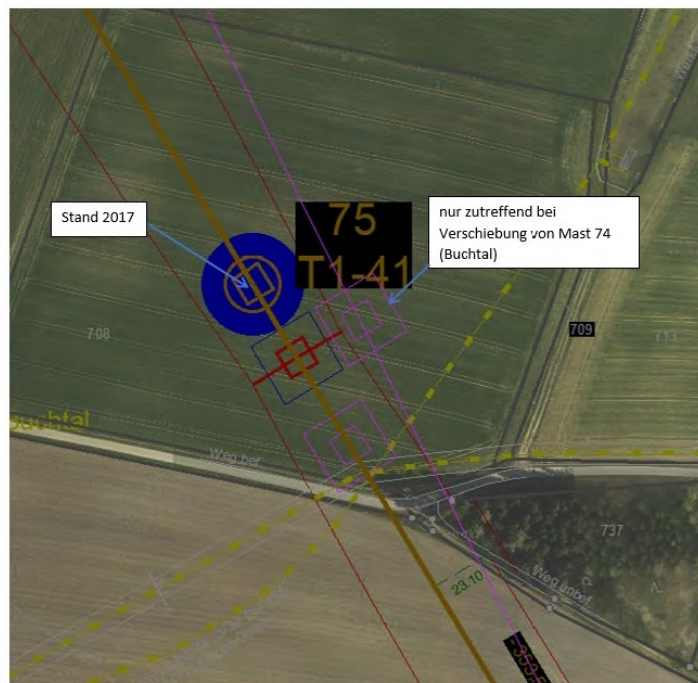 75
T1-41
nur zutreffend bei
Verschiebung von Mast 74
(Buchtal)
Stand 2017
708
709
713
buchtal
Weg bef
737
23.10
Weg unbef